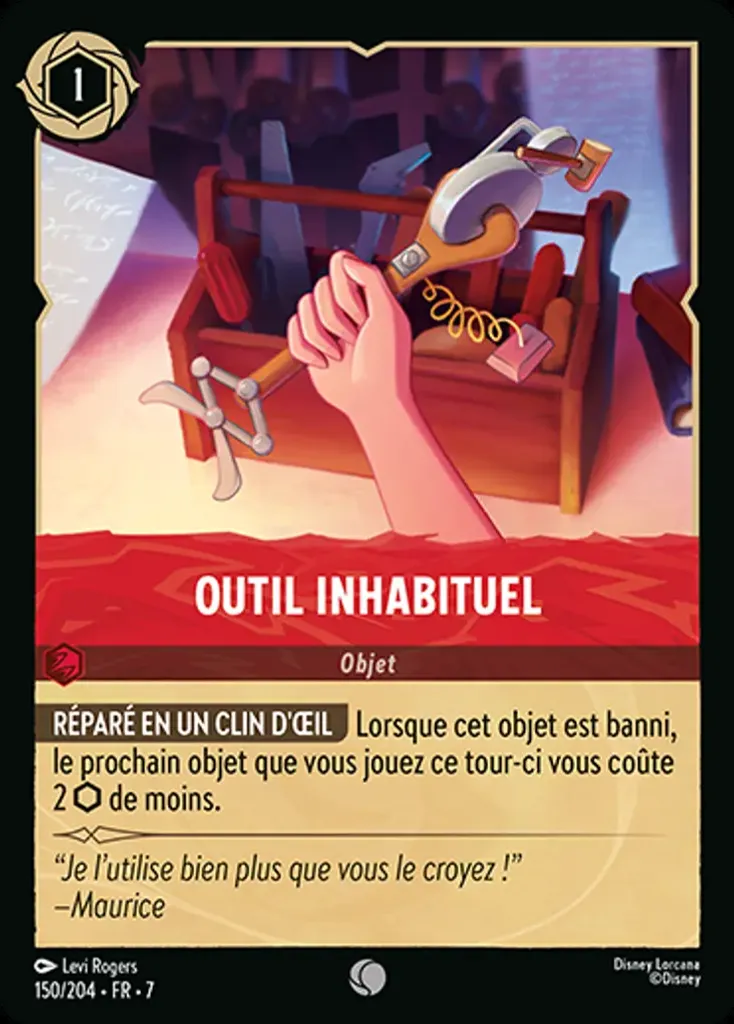 1
OUTIL INHABITUEL
Objet
RÉPARÉ EN UN CLIN D'ŒIL Lorsque cet objet est banni,
le prochain objet que vous jouez ce tour-ci vous coûte
2 ⬡ de moins.
“Je l’utilise bien plus que vous le croyez !”
–Maurice
Levi Rogers
Disney Lorcana
150/204 • FR • 7
©Disney